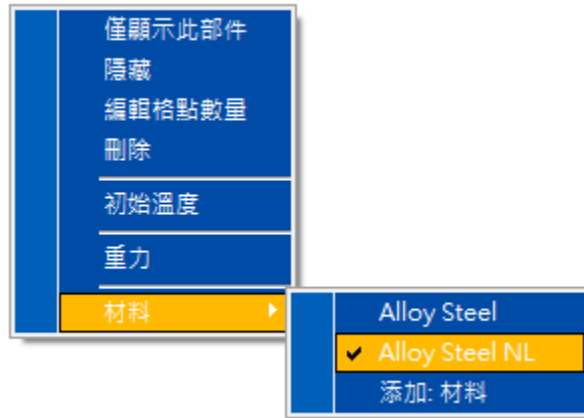 僅顯示此部件
隱藏
編輯格點數量
刪除
初始溫度
重力
材料
Alloy Steel
Alloy Steel NL
添加: 材料